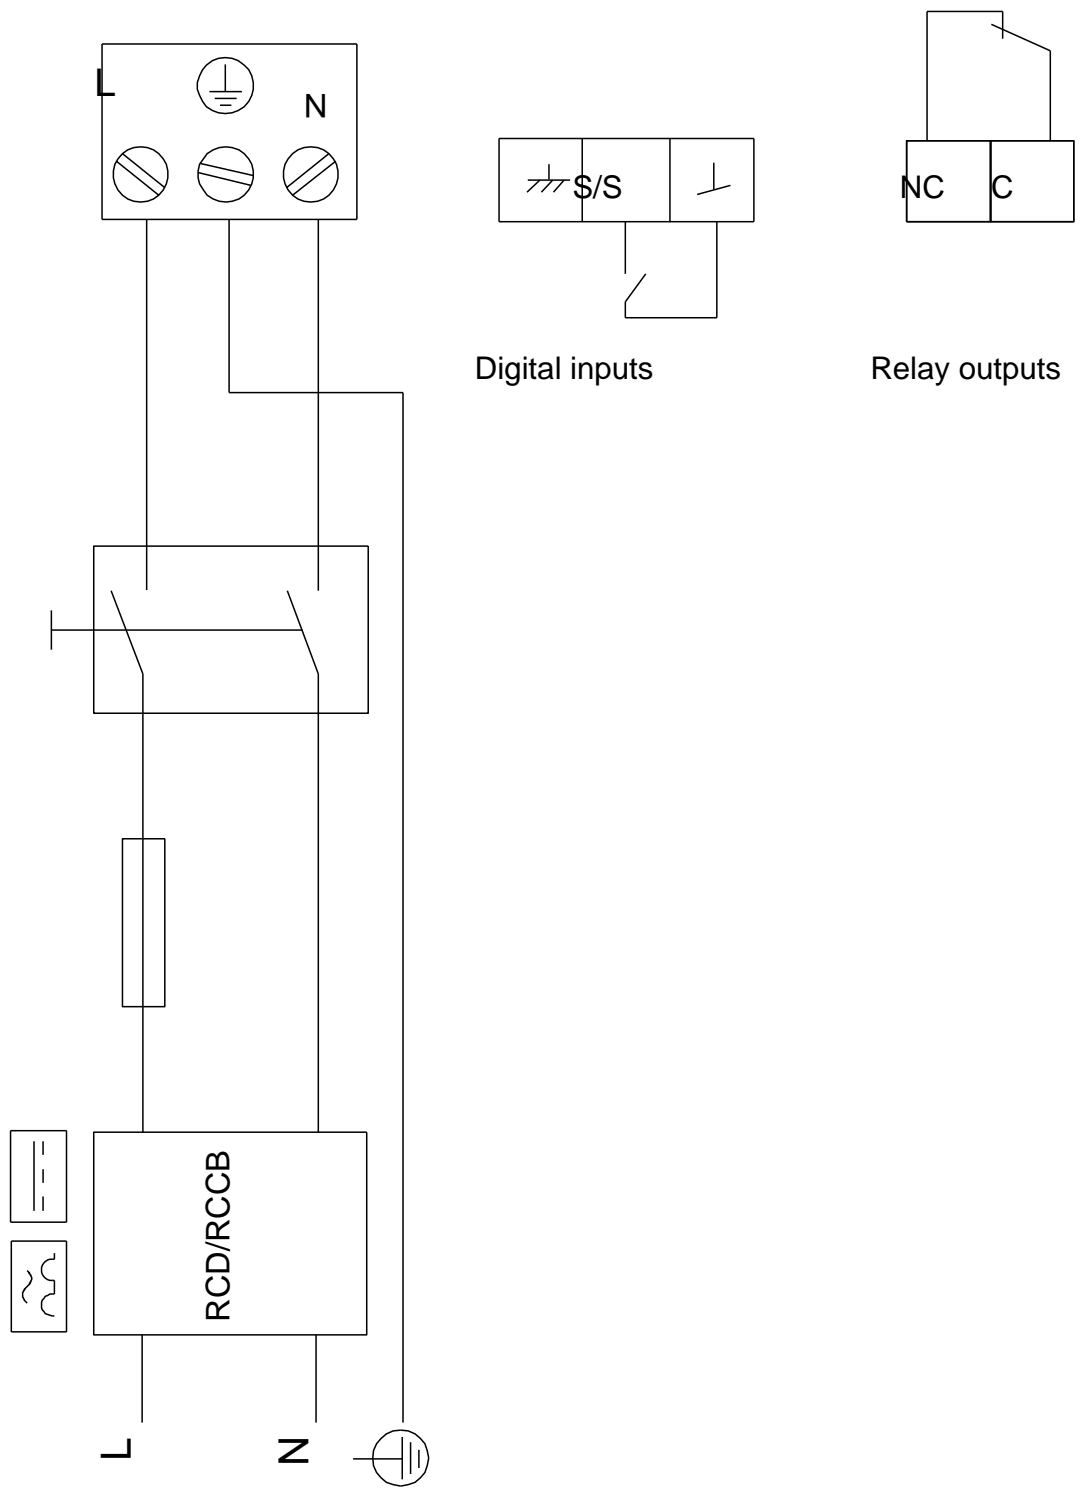 L
N
S/S
NC
C
Digital inputs
Relay outputs
RCD/RCCB
L
N